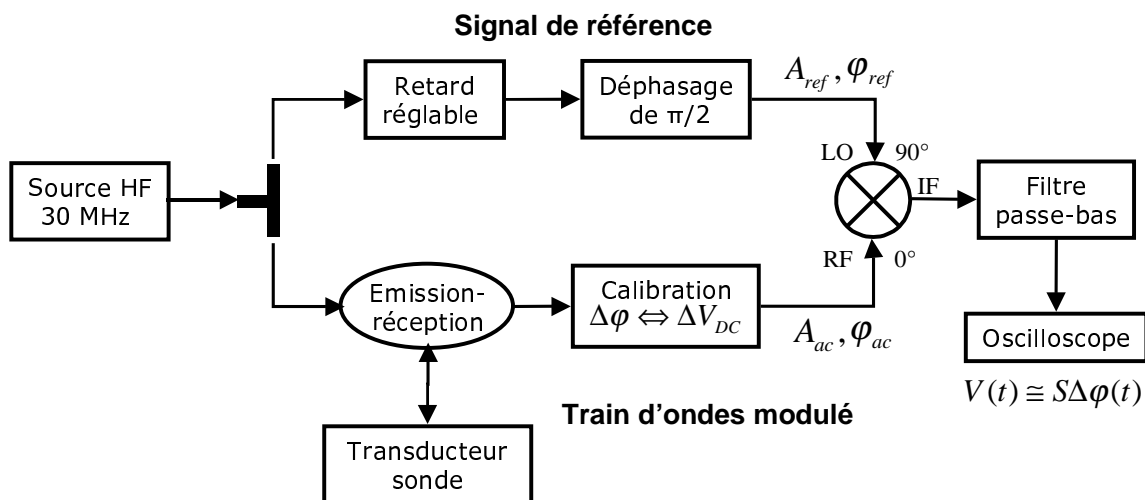 Signal de référence
Retard
réglable
Déphasage
de π/2
A_ref, φ_ref
LO 90°
Source HF
30 MHz
IF
Filtre
passe-bas
RF 0°
Emission-
réception
Calibration
Δφ ⇔ ΔV_DC
A_ac, φ_ac
Oscilloscope
V(t) ≅ SΔφ(t)
Train d'ondes modulé
Transducteur
sonde